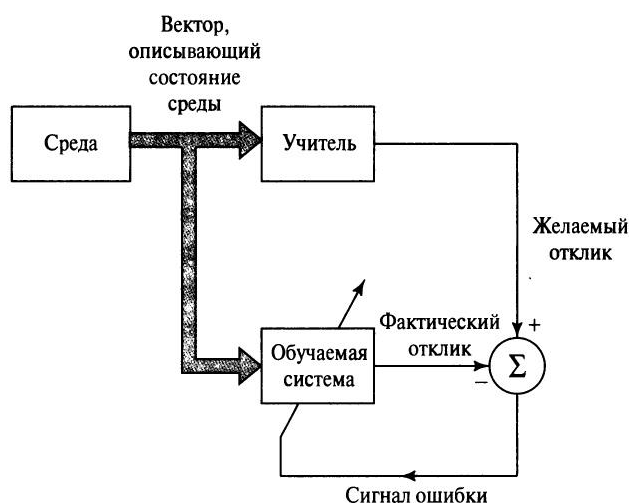 Вектор,
описывающий
состояние
среды
Среда
Учитель
Желаемый
отклик
Обучаемая
система
Фактический
отклик
+
−
Σ
Сигнал ошибки